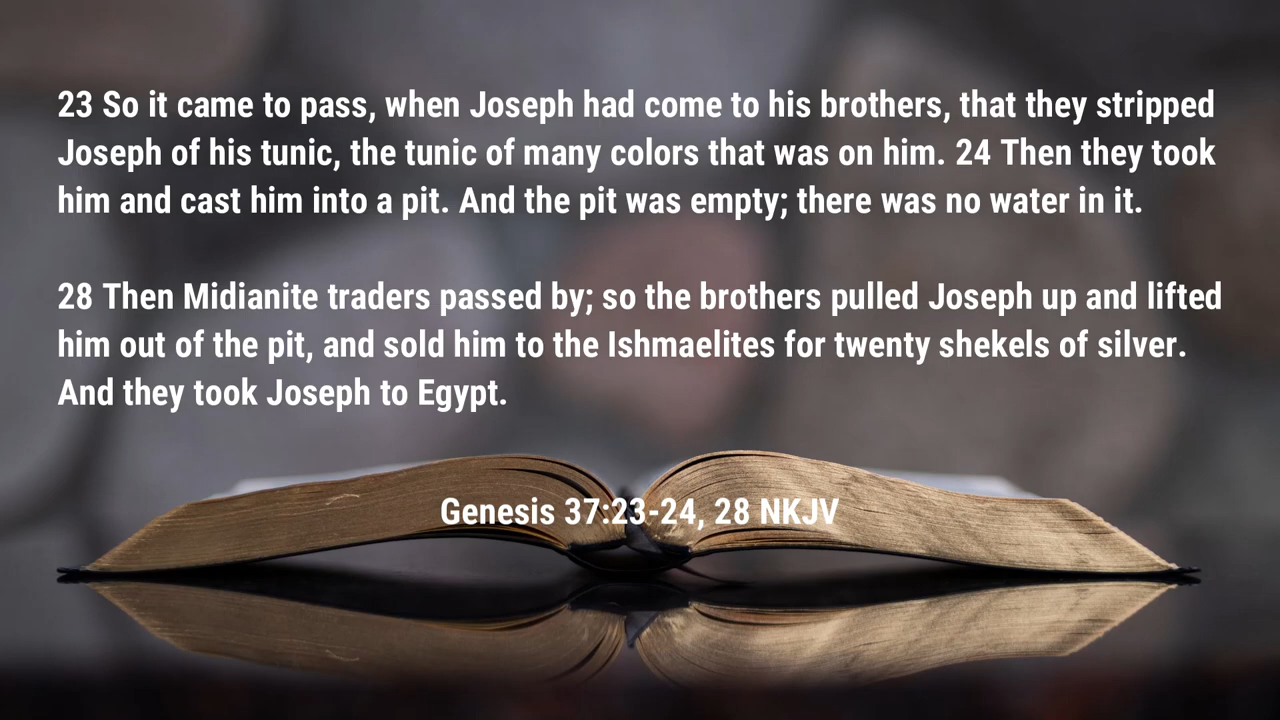 23 So it came to pass, when Joseph had come to his brothers, that they stripped
Joseph of his tunic, the tunic of many colors that was on him. 24 Then they took
him and cast him into a pit. And the pit was empty; there was no water in it.
28 Then Midianite traders passed by; so the brothers pulled Joseph up and lifted
him out of the pit, and sold him to the Ishmaelites for twenty shekels of silver.
And they took Joseph to Egypt.
Genesis 37:23-24, 28 NKJV